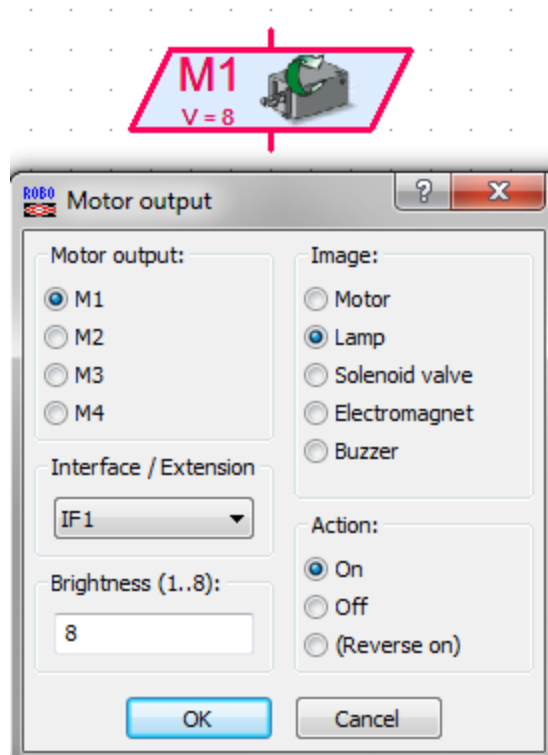 M1
V = 8
ROBO
Motor output
?
X
Motor output:
M1
M2
M3
M4
Interface / Extension
IF1
Brightness (1..8):
8
Image:
Motor
Lamp
Solenoid valve
Electromagnet
Buzzer
Action:
On
Off
(Reverse on)
OK
Cancel